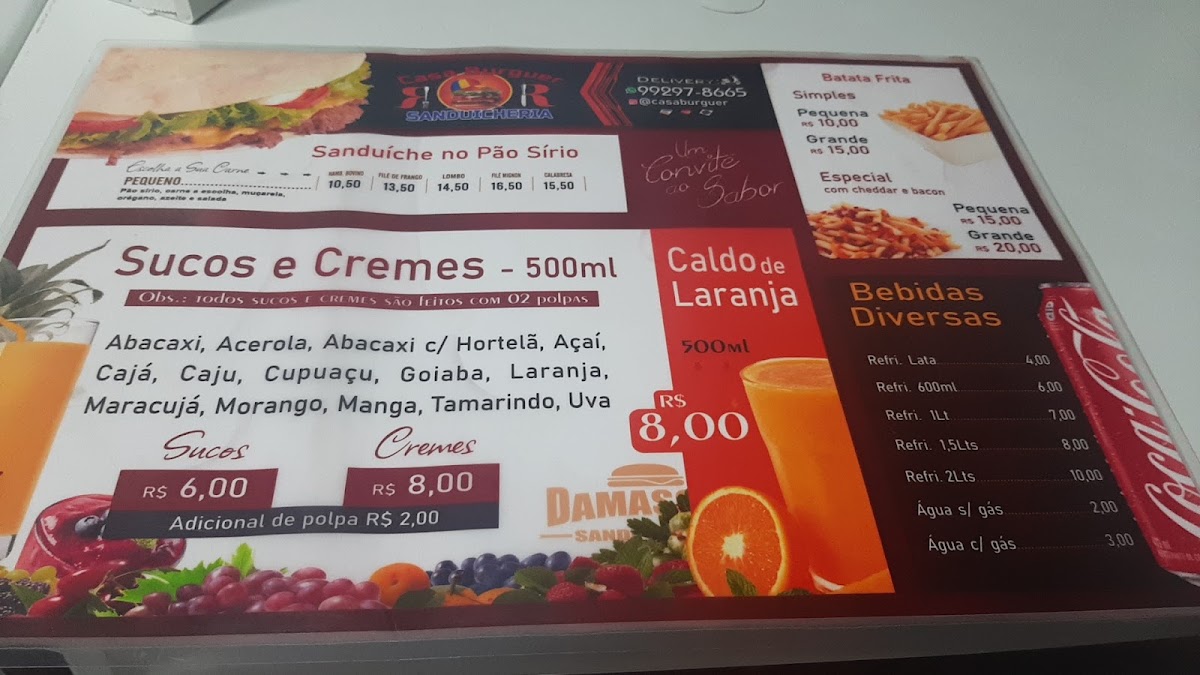 Casa Burguer
SANDUICHERIA
DELIVERY:
99297-8665
@casaburguer
Sanduíche no Pão Sírio
Escolha a Sua Carne
PEQUENO
Pão sírio, carne a escolha, muçarela,
orégano, azeite e salada
HAMB. BOVINO 10,50
FILÉ DE FRANGO 13,50
LOMBO 14,50
FILÉ MIGNON 16,50
CALABRESA 15,50
Um
Convite
ao Sabor
Batata Frita
Simples
Pequena
R$ 10,00
Grande
R$ 15,00
Especial
com cheddar e bacon
Pequena
R$ 15,00
Grande
R$ 20,00
Sucos e Cremes - 500ml
Obs.: todos sucos e cremes são feitos com 02 polpas
Abacaxi, Acerola, Abacaxi c/ Hortelã, Açaí,
Cajá, Caju, Cupuaçu, Goiaba, Laranja,
Maracujá, Morango, Manga, Tamarindo, Uva
Sucos
R$ 6,00
Cremes
R$ 8,00
Adicional de polpa R$ 2,00
DAMAS
SAND
Caldo de
Laranja
500ml
R$
8,00
Bebidas
Diversas
Refri. Lata 4,00
Refri. 600ml 6,00
Refri. 1Lt 7,00
Refri. 1,5Lts 8,00
Refri. 2Lts 10,00
Água s/ gás 2,00
Água c/ gás 3,00
Coca-Cola